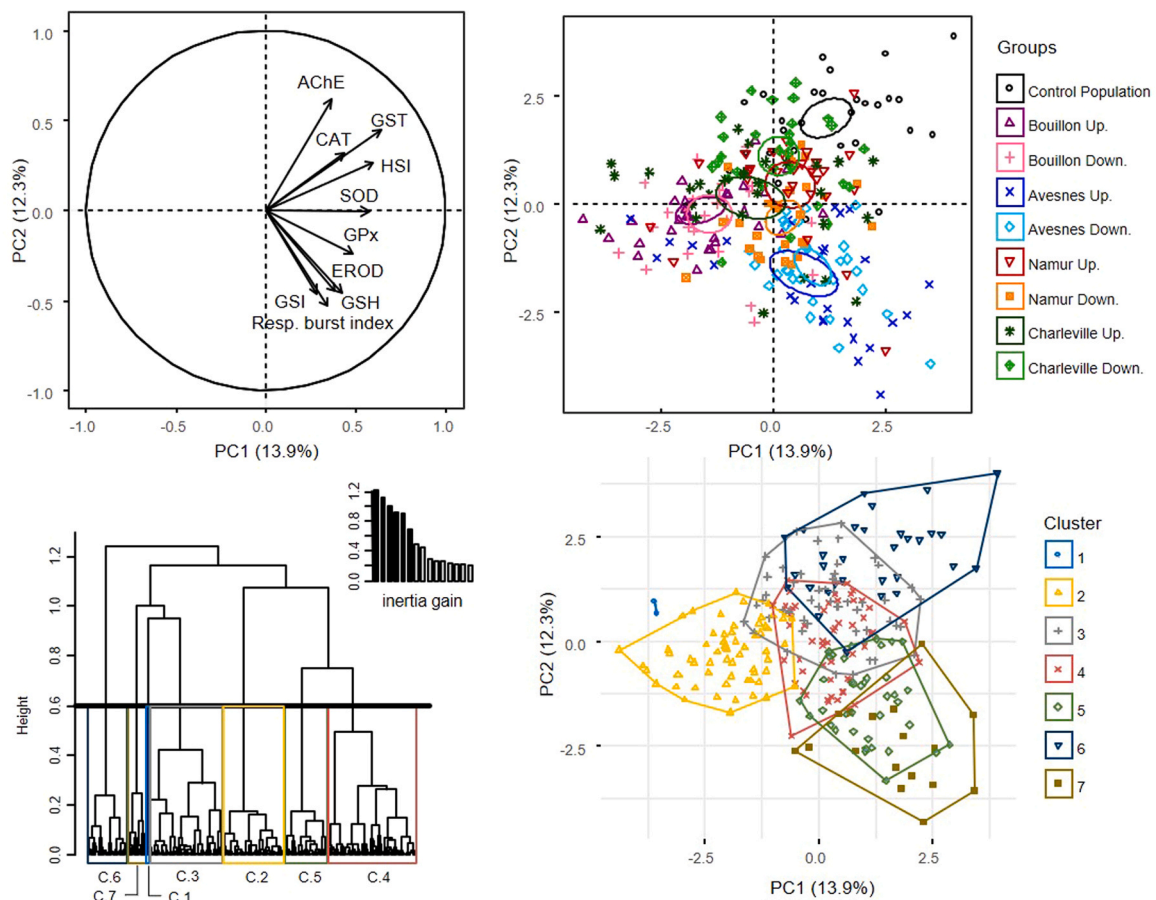 1.0
0.5
0.0
-0.5
-1.0
PC2 (12.3%)
AChE
GST
CAT
HSI
SOD
GPx
EROD
GSI
GSH
Resp. burst index
-1.0
-0.5
0.0
0.5
1.0
PC1 (13.9%)
2.5
0.0
-2.5
PC2 (12.3%)
-2.5
0.0
2.5
PC1 (13.9%)
Groups
Control Population
Bouillon Up.
Bouillon Down.
Avesnes Up.
Avesnes Down.
Namur Up.
Namur Down.
Charleville Up.
Charleville Down.
1.2
1.0
0.8
0.6
0.4
0.2
0.0
Height
1.2
0.8
0.4
0.0
inertia gain
C.6
C.3
C.2
C.5
C.4
C.7
C.1
2.5
0.0
-2.5
PC2 (12.3%)
-2.5
0.0
2.5
PC1 (13.9%)
Cluster
1
2
3
4
5
6
7